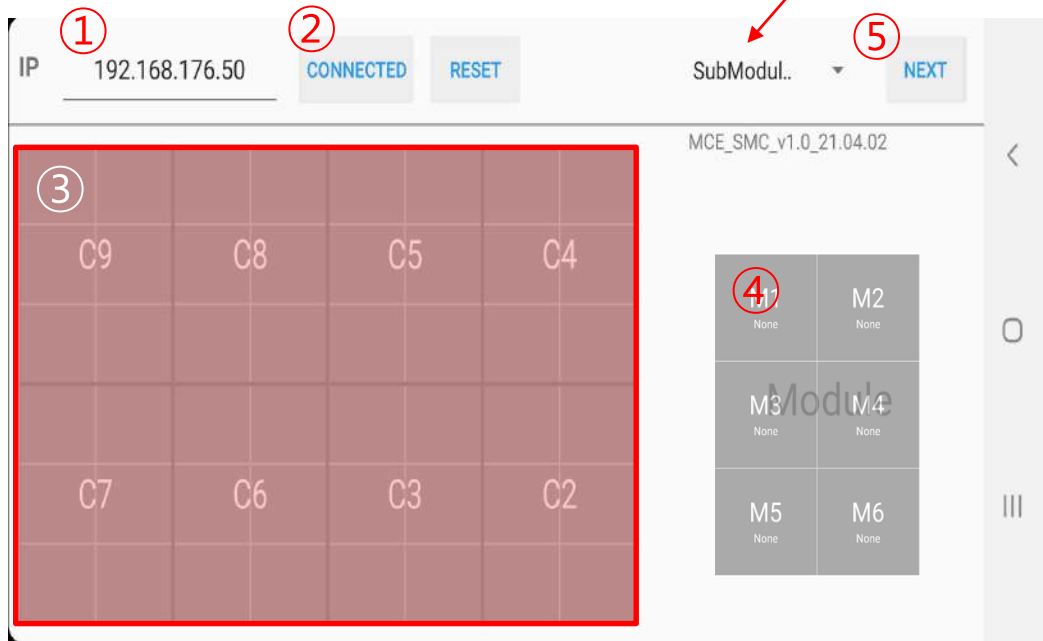 ① ② ⑤
IP 192.168.176.50 CONNECTED RESET SubModul.. NEXT
MCE_SMC_v1.0_21.04.02
③
C9 C8 C5 C4
C7 C6 C3 C2
④
M1 M2
None None
Module
M3 M4
None None
M5 M6
None None